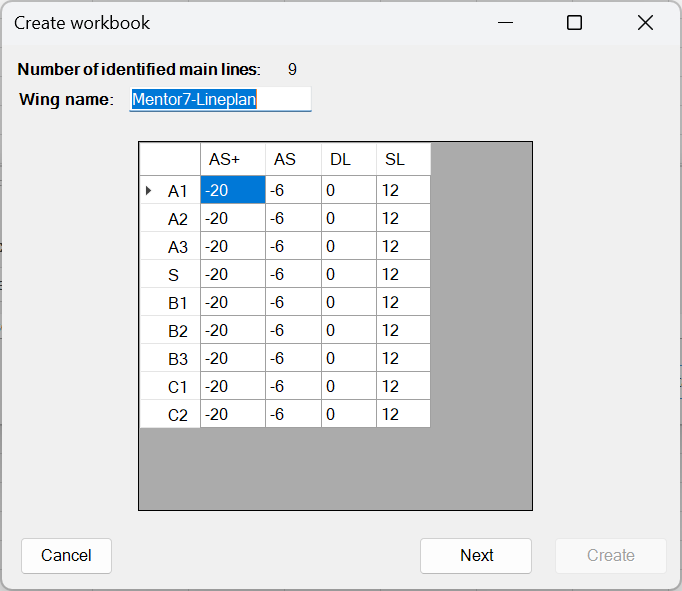 Create workbook
Number of identified main lines: 9
Wing name: Mentor7-Lineplan
AS+ AS DL SL
A1 -20 -6 0 12
A2 -20 -6 0 12
A3 -20 -6 0 12
S -20 -6 0 12
B1 -20 -6 0 12
B2 -20 -6 0 12
B3 -20 -6 0 12
C1 -20 -6 0 12
C2 -20 -6 0 12
Cancel Next Create